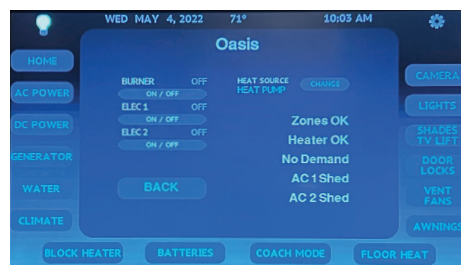 WED MAY 4, 2022 71° 10:03 AM
Oasis
HOME
AC POWER
DC POWER
GENERATOR
WATER
CLIMATE
BURNER OFF
ON / OFF
ELEC 1 OFF
ON / OFF
ELEC 2 OFF
ON / OFF
BACK
HEAT SOURCE
HEAT PUMP
CHANGE
Zones OK
Heater OK
No Demand
AC 1 Shed
AC 2 Shed
CAMERA
LIGHTS
SHADES
TV LIFT
DOOR
LOCKS
VENT
FANS
AWNINGS
BLOCK HEATER
BATTERIES
COACH MODE
FLOOR HEAT